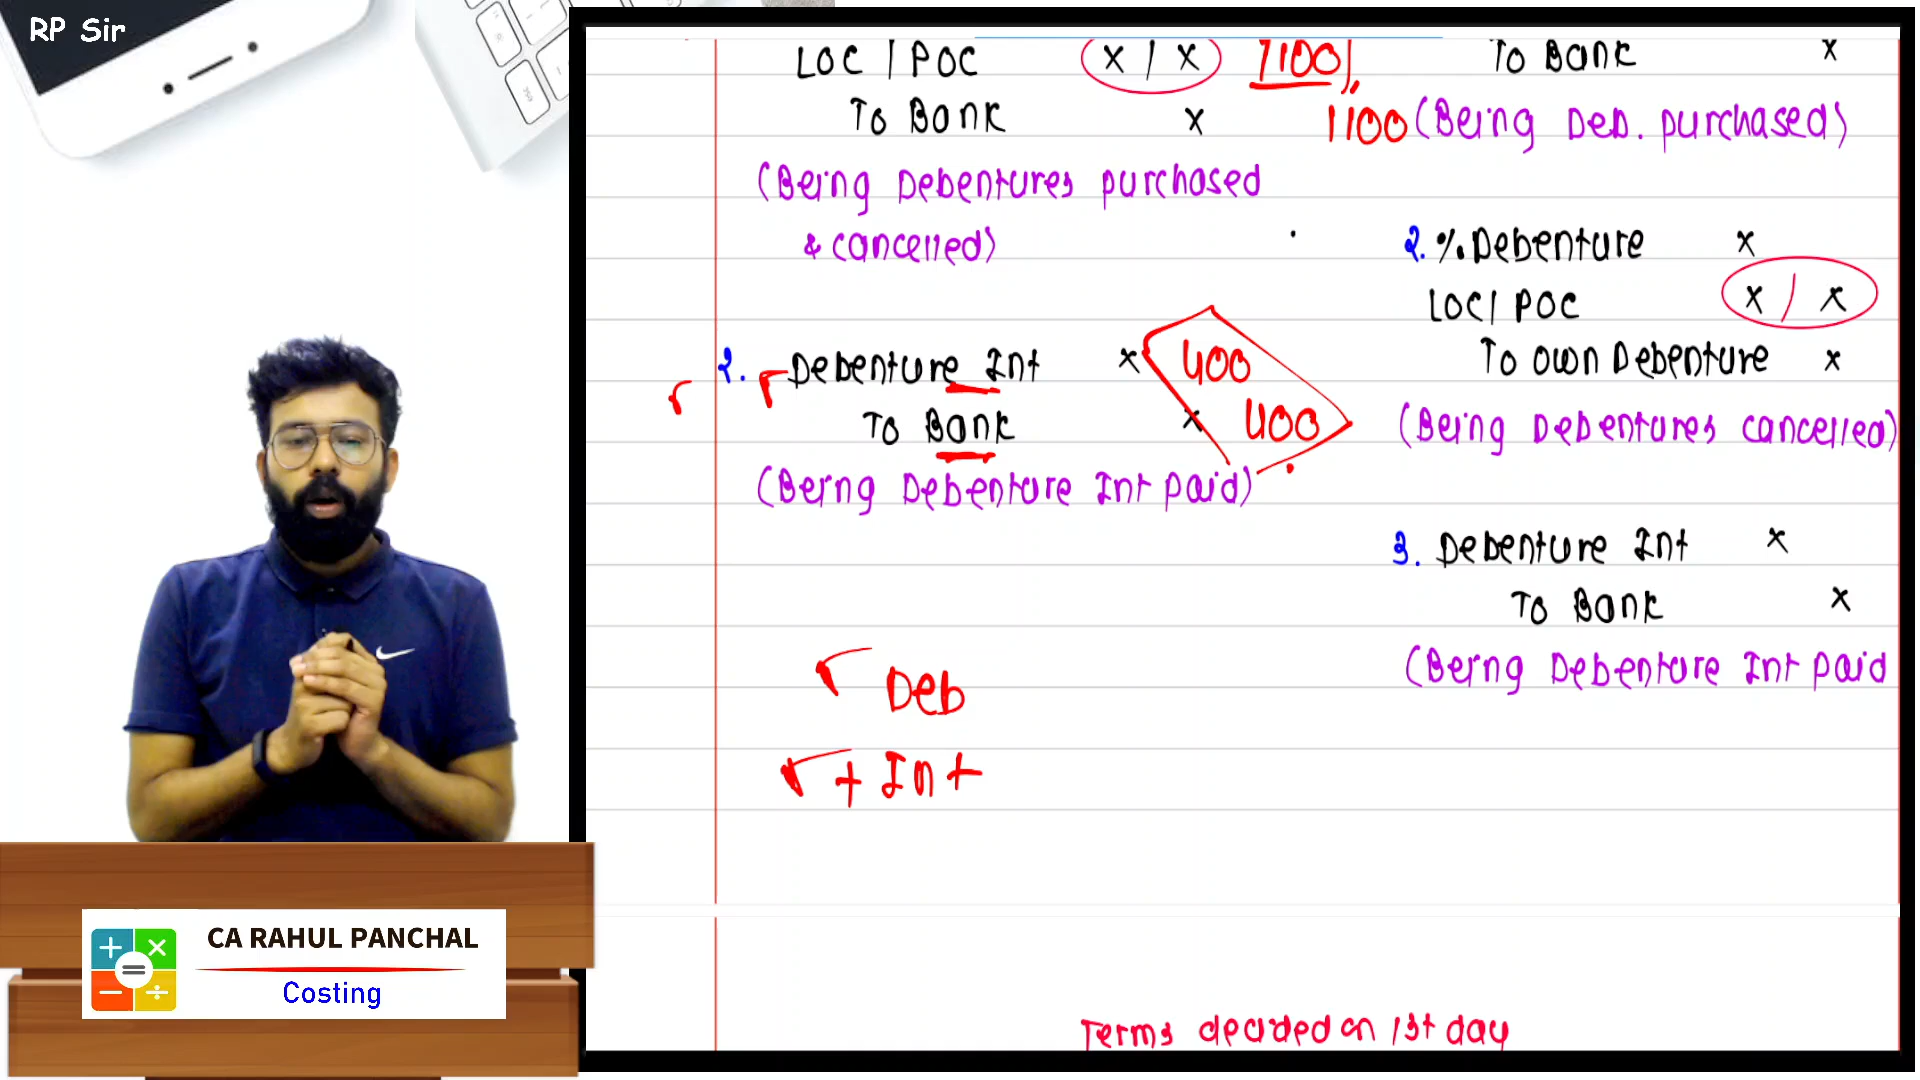 RP Sir
LOC / POC x / x 1100
To Bank x
1100
(Being Debentures purchased
& cancelled)
2. Debenture Int x 400
To Bank x 400
(Being Debenture Int paid)
Deb
+ Int
To Bank x
(Being Deb. purchased)
2. % Debenture x
LOC / POC x / x
To own Debenture x
(Being Debentures cancelled)
3. Debenture Int x
To Bank x
(Being Debenture Int paid
Terms decided on 1st day
CA RAHUL PANCHAL
Costing